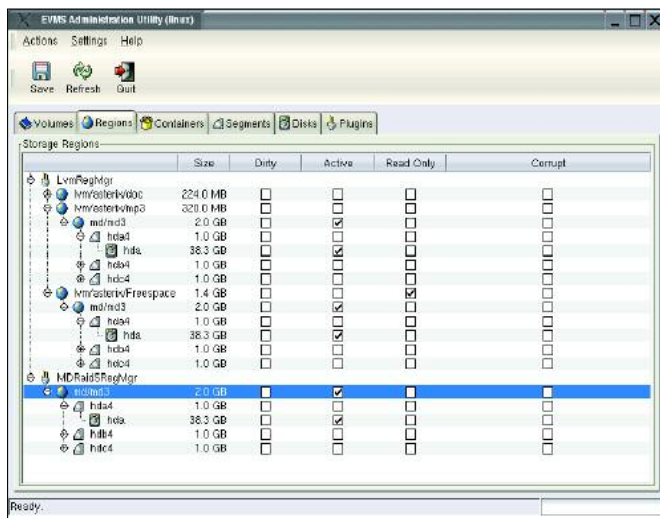 EVMS Administration Utility (linux)
Actions Settings Help
Save Refresh Quit
Volumes Regions Containers Segments Disks Plugins
Storage Regions
Size Dirty Active Read Only Corrupt
LvmRegMgr
lvm/asterix/doc 224.0 MB
lvm/asterix/mp3 320.0 MB
md/md3 2.0 GB
hda4 1.0 GB
hda 38.3 GB
hdb4 1.0 GB
hdc4 1.0 GB
lvm/asterix/Freespace 1.4 GB
md/md3 2.0 GB
hda4 1.0 GB
hda 38.3 GB
hdb4 1.0 GB
hdc4 1.0 GB
MDRaid5RegMgr
md/md3 2.0 GB
hda4 1.0 GB
hda 38.3 GB
hdb4 1.0 GB
hdc4 1.0 GB
Ready.